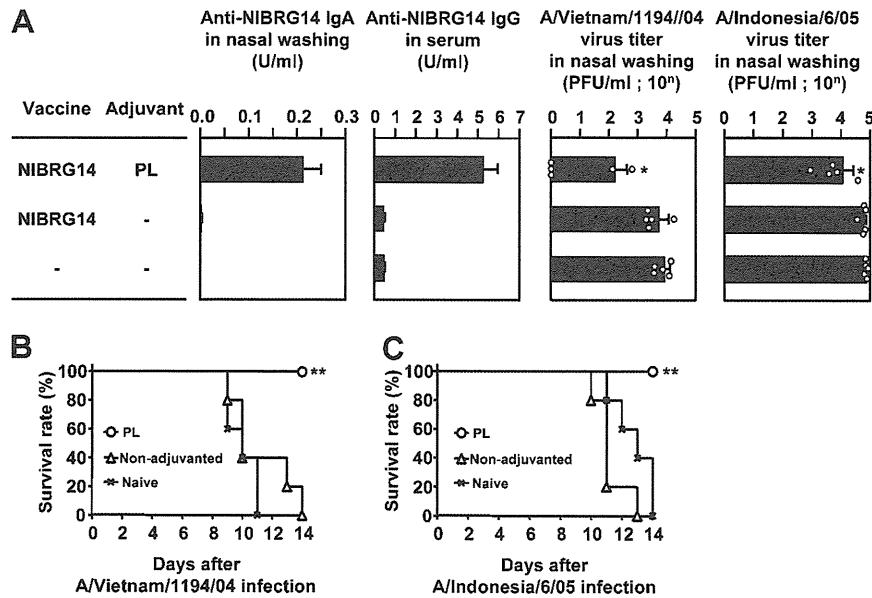 A
Anti-NIBRG14 IgA
in nasal washing
(U/ml)
Anti-NIBRG14 IgG
in serum
(U/ml)
A/Vietnam/1194//04
virus titer
in nasal washing
(PFU/ml ; 10ⁿ)
A/Indonesia/6/05
virus titer
in nasal washing
(PFU/ml ; 10ⁿ)
Vaccine Adjuvant
0.0 0.1 0.2 0.3
0 1 2 3 4 5 6 7
0 1 2 3 4 5
0 1 2 3 4 5
NIBRG14 PL
* *
NIBRG14 -
- -
B
Survival rate (%)
100
80
60
40
20
0
**
PL
Non-adjuvanted
Naive
0 2 4 6 8 10 12 14
Days after
A/Vietnam/1194/04 infection
C
Survival rate (%)
100
80
60
40
20
0
**
PL
Non-adjuvanted
Naive
0 2 4 6 8 10 12 14
Days after
A/Indonesia/6/05 infection